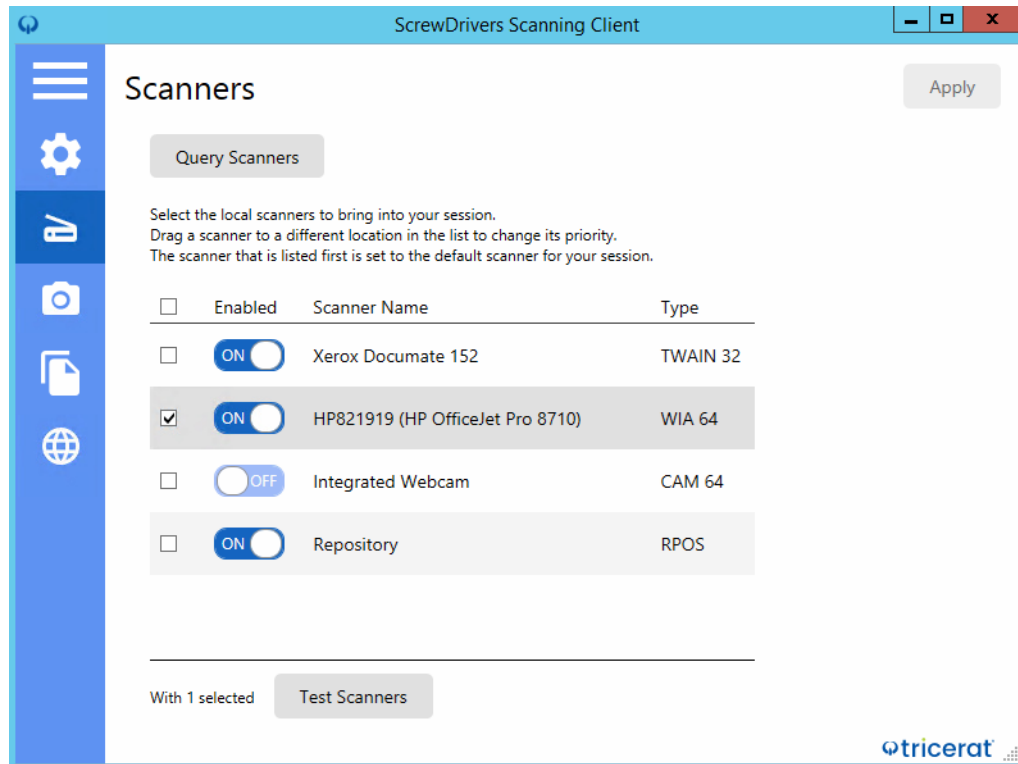 ScrewDrivers Scanning Client
Scanners
Apply
Query Scanners
Select the local scanners to bring into your session.
Drag a scanner to a different location in the list to change its priority.
The scanner that is listed first is set to the default scanner for your session.
Enabled Scanner Name Type
ON Xerox Documate 152 TWAIN 32
ON HP821919 (HP OfficeJet Pro 8710) WIA 64
OFF Integrated Webcam CAM 64
ON Repository RPOS
With 1 selected Test Scanners
tricerat